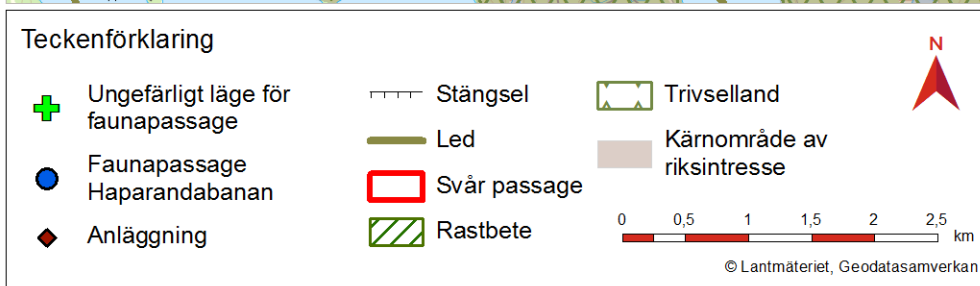 Teckenförklaring
N
Ungefärligt läge för
faunapassage
Faunapassage
Haparandabanan
Anläggning
Stängsel
Led
Svår passage
Rastbete
Trivselland
Kärnområde av
riksintresse
0 0,5 1 1,5 2 2,5
km
© Lantmäteriet, Geodatasamverkan